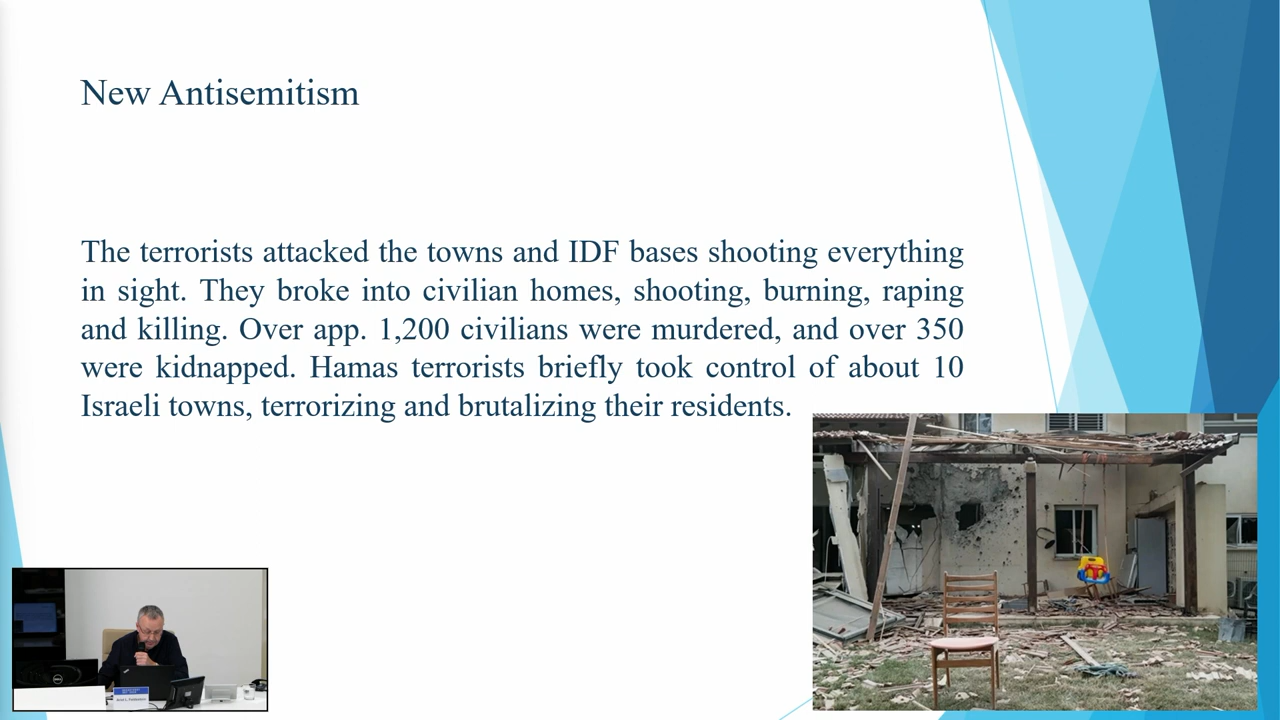 New Antisemitism
The terrorists attacked the towns and IDF bases shooting everything
in sight. They broke into civilian homes, shooting, burning, raping
and killing. Over app. 1,200 civilians were murdered, and over 350
were kidnapped. Hamas terrorists briefly took control of about 10
Israeli towns, terrorizing and brutalizing their residents.
DELL